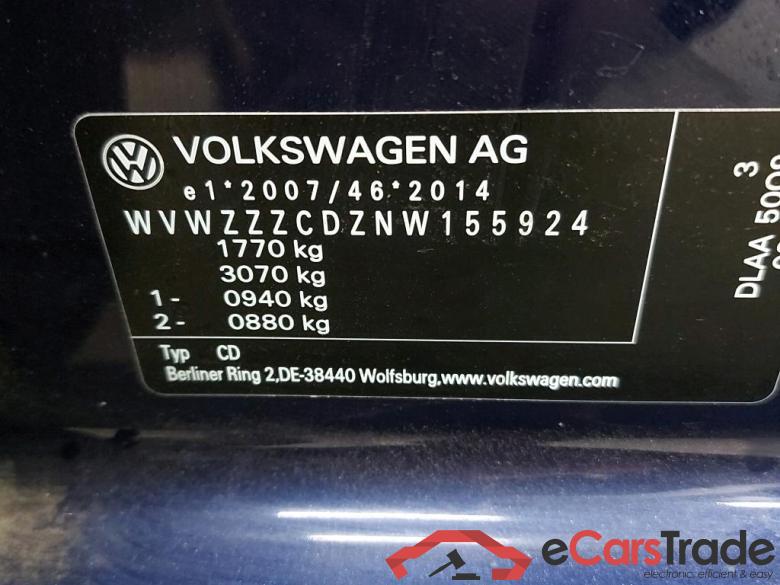 VOLKSWAGEN AG
e1*2007/46*2014
WVWZZZCDZNW155924
1770 kg
3070 kg
1- 0940 kg
2- 0880 kg
Typ CD
Berliner Ring 2,DE-38440 Wolfsburg,www.volkswagen.com
3
DLAA
eCarsTrade
electronic, efficient & easy